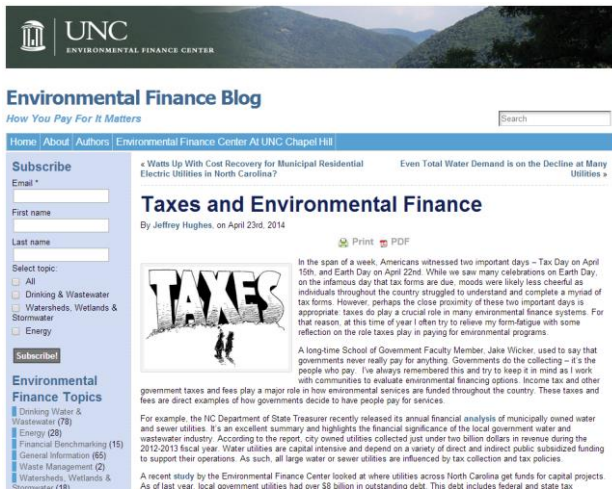 UNC
ENVIRONMENTAL FINANCE CENTER
Environmental Finance Blog
How You Pay For It Matters
Search
Home About Authors Environmental Finance Center At UNC Chapel Hill
Subscribe
Email *
First name
Last name
Select topic:
All
Drinking & Wastewater
Watersheds, Wetlands &
Stormwater
Energy
Subscribe!
Environmental
Finance Topics
Drinking Water &
Wastewater (78)
Energy (28)
Financial Benchmarking (15)
General Information (65)
Waste Management (2)
Watersheds, Wetlands &
Stormwater (18)
« Watts Up With Cost Recovery for Municipal Residential
Electric Utilities in North Carolina?
Even Total Water Demand is on the Decline at Many
Utilities »
Taxes and Environmental Finance
By Jeffrey Hughes, on April 23rd, 2014
Print PDF
TAXES
In the span of a week, Americans witnessed two important days – Tax Day on April
15th, and Earth Day on April 22nd. While we saw many celebrations on Earth Day,
on the infamous day that tax forms are due, moods were likely less cheerful as
individuals throughout the country struggled to understand and complete a myriad of
tax forms. However, perhaps the close proximity of these two important days is
appropriate: taxes do play a crucial role in many environmental finance systems. For
that reason, at this time of year I often try to relieve my form-fatigue with some
reflection on the role taxes play in paying for environmental programs.
A long-time School of Government Faculty Member, Jake Wicker, used to say that
governments never really pay for anything. Governments do the collecting – it's the
people who pay. I've always remembered this and try to keep it in mind as I work
with communities to evaluate environmental financing options. Income tax and other
government taxes and fees play a major role in how environmental services are funded throughout the country. These taxes and
fees are direct examples of how governments decide to have people pay for services.
For example, the NC Department of State Treasurer recently released its annual financial analysis of municipally owned water
and sewer utilities. It's an excellent summary and highlights the financial significance of the local government water and
wastewater industry. According to the report, city owned utilities collected just under two billion dollars in revenue during the
2012-2013 fiscal year. Water utilities are capital intensive and depend on a variety of direct and indirect public subsidized funding
to support their operations. As such, all large water or sewer utilities are influenced by tax collection and tax policies.
A recent study by the Environmental Finance Center looked at where utilities across North Carolina get funds for capital projects.
As of last year, local government utilities had over $8 billion in outstanding debt. This debt includes federal and state tax